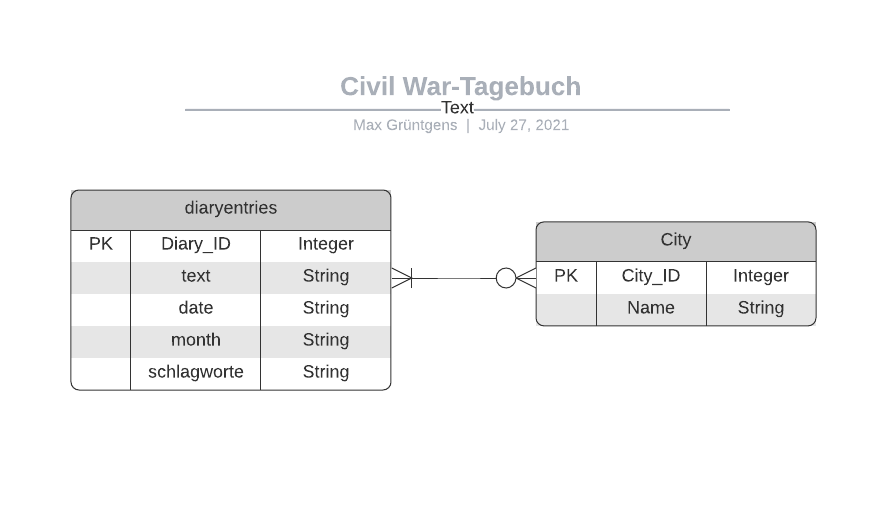 Civil War-Tagebuch
Text
Max Grüntgens | July 27, 2021
diaryentries
PK Diary_ID Integer
text String
date String
month String
schlagworte String
City
PK City_ID Integer
Name String